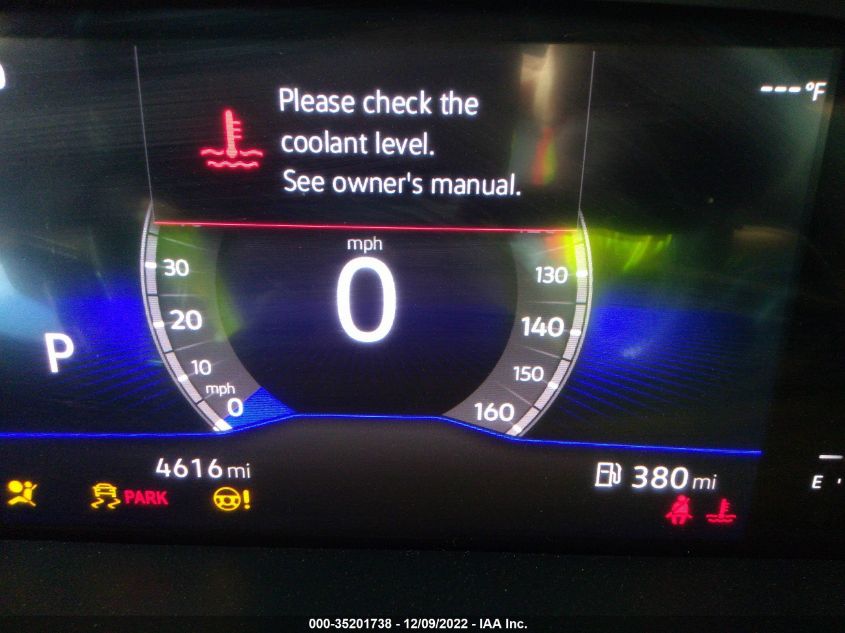 Please check the
coolant level.
See owner's manual.
---°F
mph
0
30
20
10
mph
0
130
140
150
160
P
4616 mi
380 mi
E
PARK
!
000-35201738 - 12/09/2022 - IAA Inc.